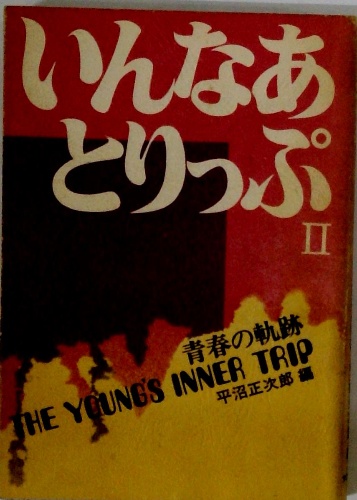 いんなあ
とりっぷ
II
青春の軌跡
THE YOUNG'S INNER TRIP
平沼正次郎 編